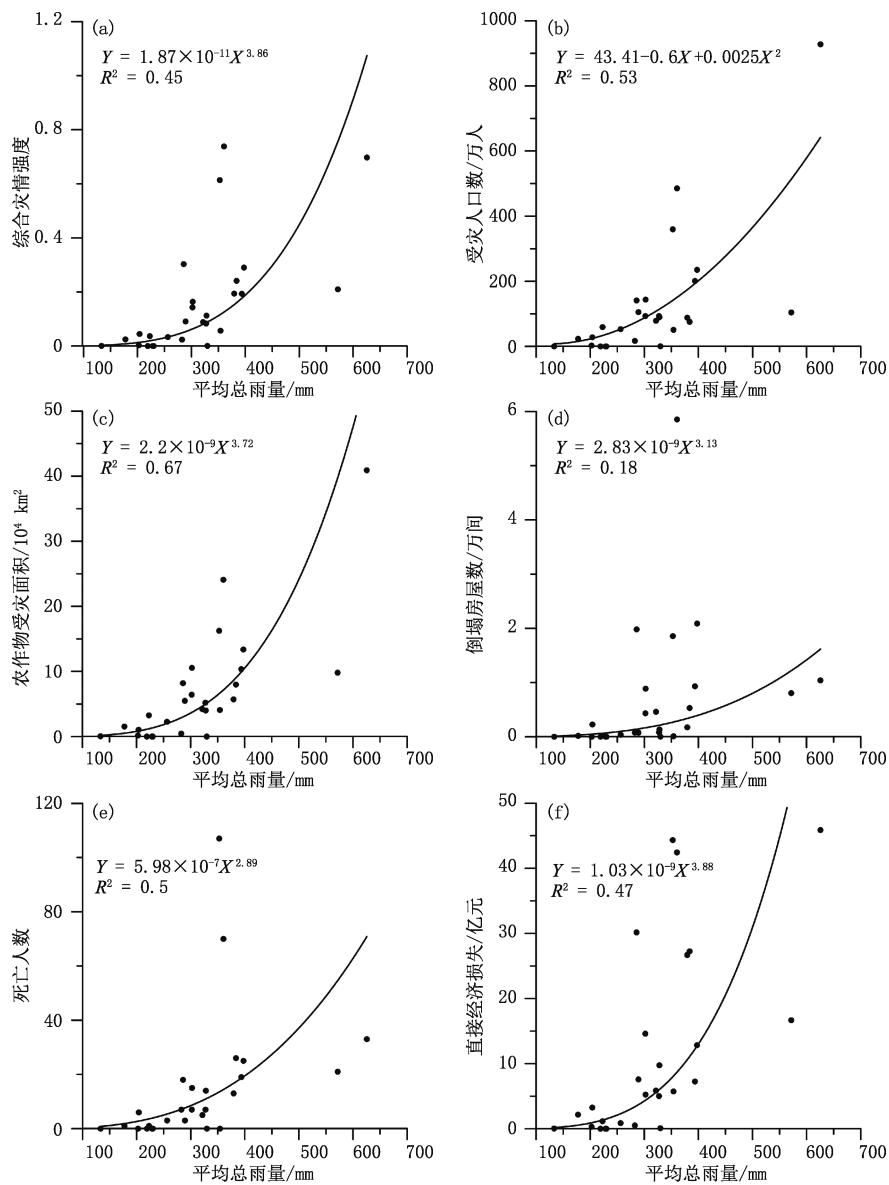 (a)
Y = 1.87×10⁻¹¹X³·⁸⁶
R² = 0.45
综合灾情强度
1.2
0.8
0.4
0
100 200 300 400 500 600 700
平均总雨量/mm
(b)
Y = 43.41-0.6X+0.0025X²
R² = 0.53
受灾人口数/万人
1000
800
600
400
200
0
100 200 300 400 500 600 700
平均总雨量/mm
(c)
Y = 2.2×10⁻⁹X³·⁷²
R² = 0.67
农作物受灾面积/10⁴ km²
50
40
30
20
10
0
100 200 300 400 500 600 700
平均总雨量/mm
(d)
Y = 2.83×10⁻⁹X³·¹³
R² = 0.18
倒塌房屋数/万间
6
4
2
0
100 200 300 400 500 600 700
平均总雨量/mm
(e)
Y = 5.98×10⁻⁷X²·⁸⁹
R² = 0.5
死亡人数
120
80
40
0
100 200 300 400 500 600 700
平均总雨量/mm
(f)
Y = 1.03×10⁻⁹X³·⁸⁸
R² = 0.47
直接经济损失/亿元
50
40
30
20
10
0
100 200 300 400 500 600 700
平均总雨量/mm